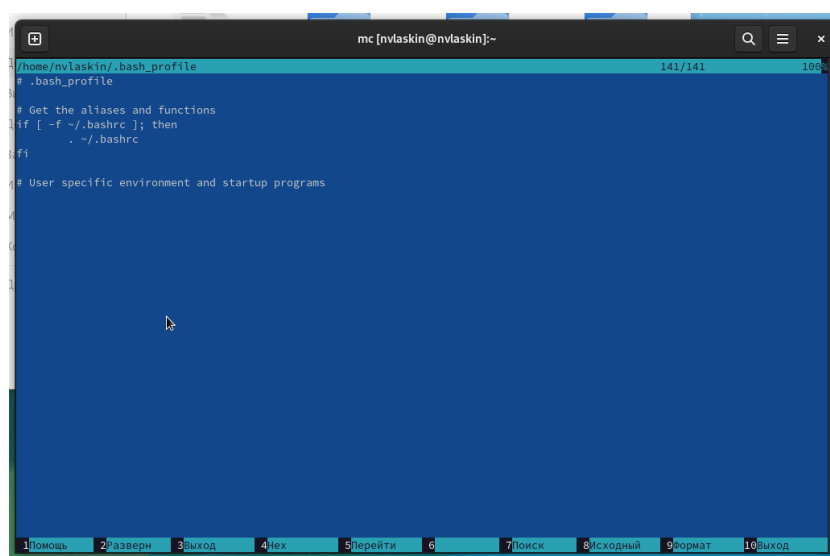 mc [nvlaskin@nvlaskin]:~
/home/nvlaskin/.bash_profile 141/141 100%
# .bash_profile
# Get the aliases and functions
if [ -f ~/.bashrc ]; then
. ~/.bashrc
fi
# User specific environment and startup programs
1Помощь 2Разверн 3Выход 4Hex 5Перейти 6 7Поиск 8Исходный 9Формат 10Выход